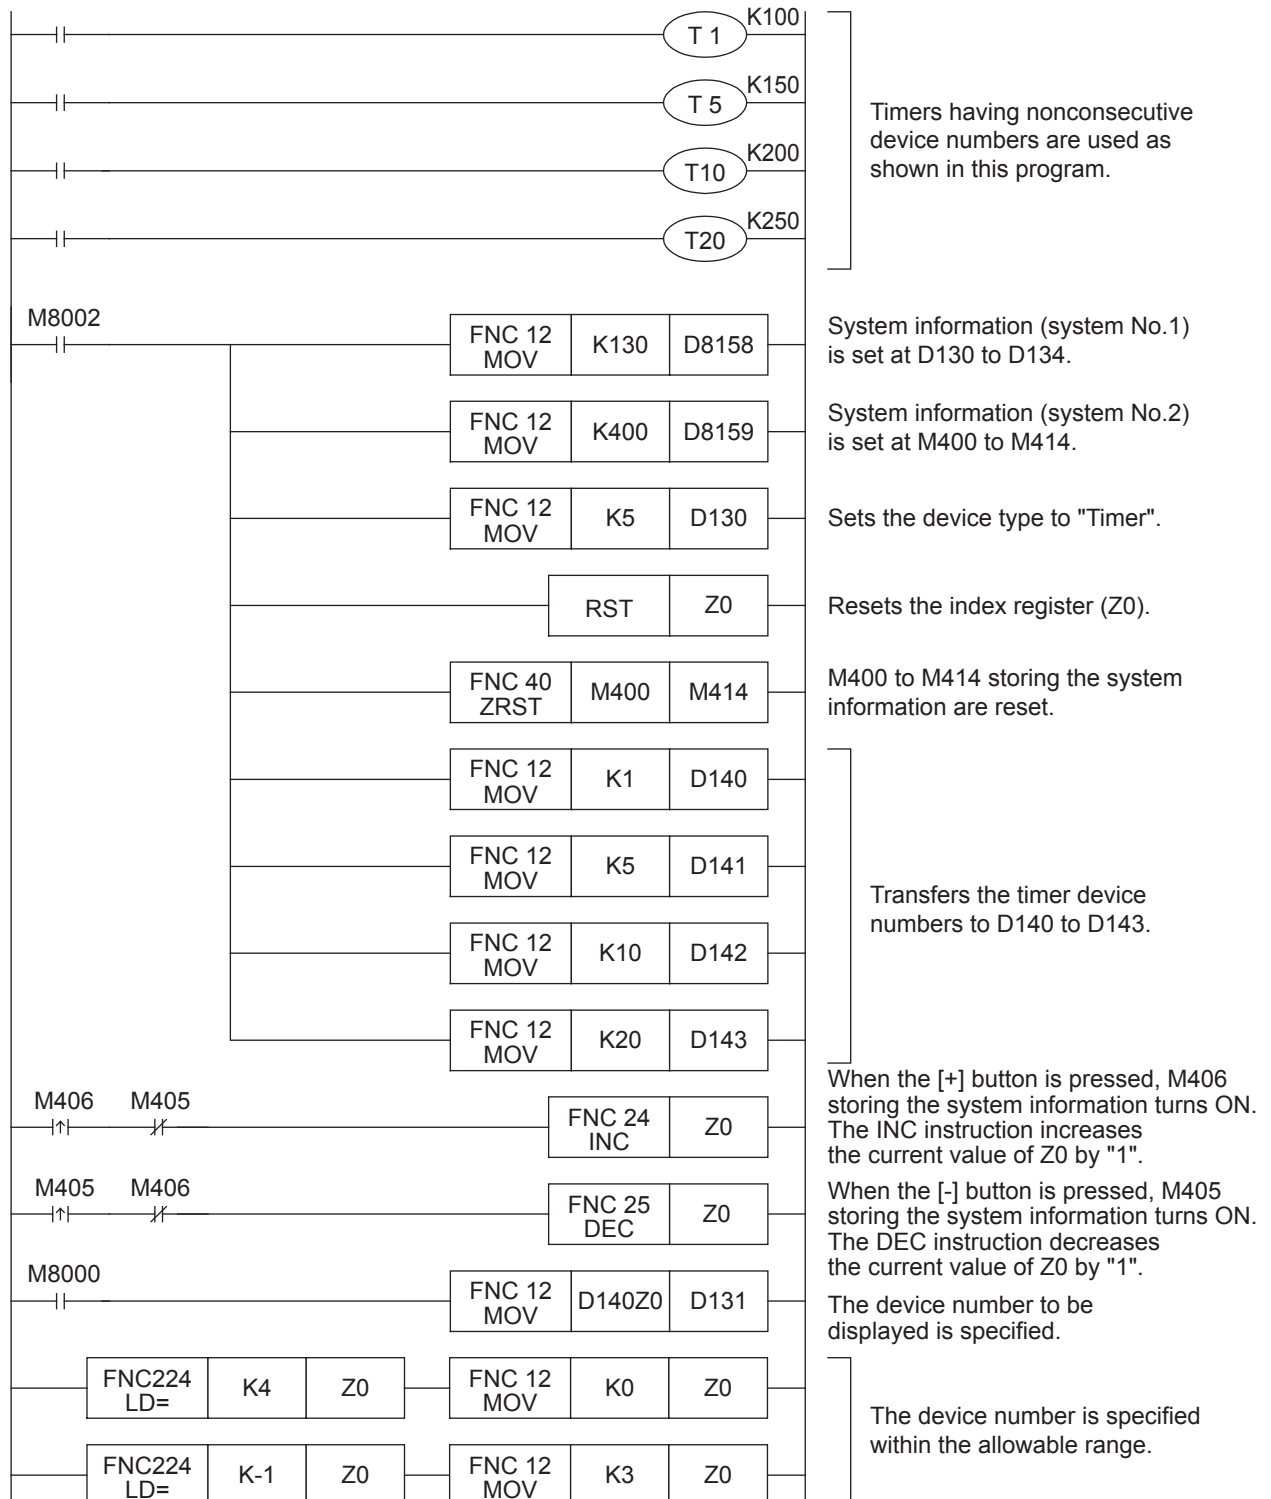 K100
T 1
K150
T 5
K200
T10
K250
T20
Timers having nonconsecutive
device numbers are used as
shown in this program.
M8002
FNC 12
MOV
K130
D8158
System information (system No.1)
is set at D130 to D134.
FNC 12
MOV
K400
D8159
System information (system No.2)
is set at M400 to M414.
FNC 12
MOV
K5
D130
Sets the device type to "Timer".
RST
Z0
Resets the index register (Z0).
FNC 40
ZRST
M400
M414
M400 to M414 storing the system
information are reset.
FNC 12
MOV
K1
D140
FNC 12
MOV
K5
D141
FNC 12
MOV
K10
D142
FNC 12
MOV
K20
D143
Transfers the timer device
numbers to D140 to D143.
M406
M405
FNC 24
INC
Z0
When the [+] button is pressed, M406
storing the system information turns ON.
The INC instruction increases
the current value of Z0 by "1".
M405
M406
FNC 25
DEC
Z0
When the [-] button is pressed, M405
storing the system information turns ON.
The DEC instruction decreases
the current value of Z0 by "1".
M8000
FNC 12
MOV
D140Z0
D131
The device number to be
displayed is specified.
FNC224
LD=
K4
Z0
FNC 12
MOV
K0
Z0
FNC224
LD=
K-1
Z0
FNC 12
MOV
K3
Z0
The device number is specified
within the allowable range.